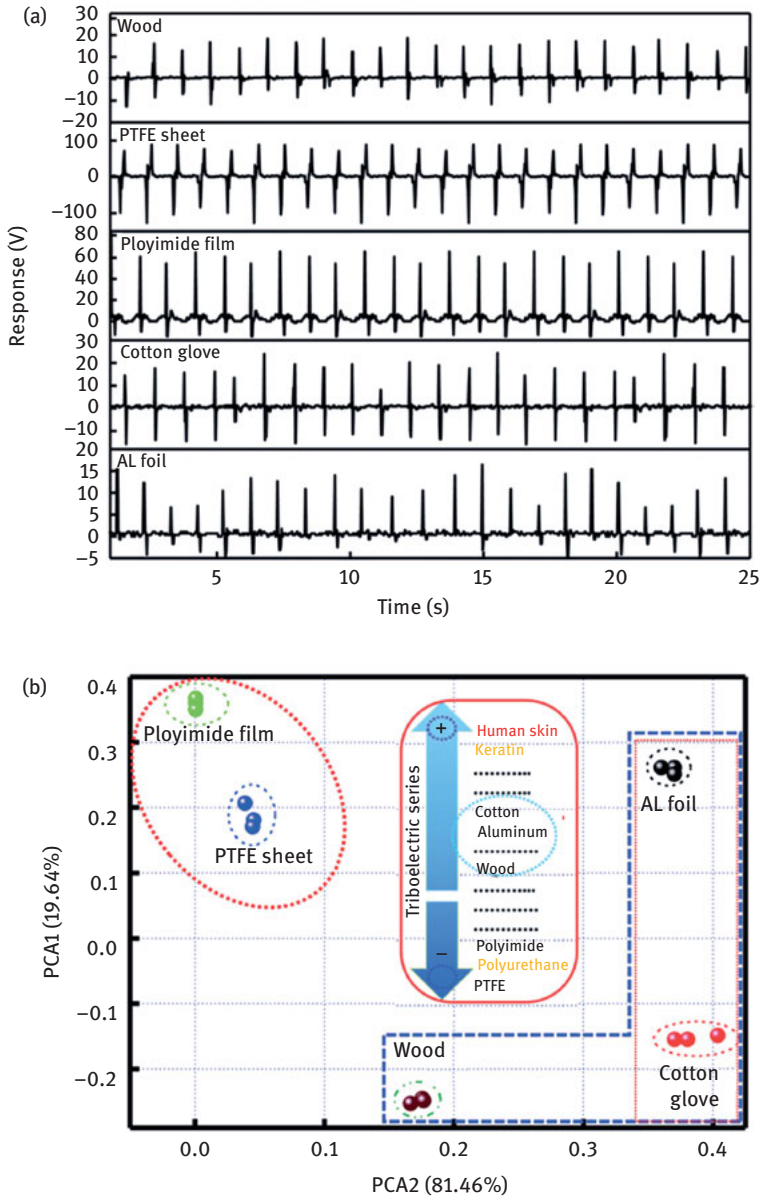 (a)
30
20
10
0
−10
−20
Wood
100
0
−100
PTFE sheet
80
60
40
20
0
Ployimide film
30
20
10
0
−10
Cotton glove
20
15
10
5
0
−5
AL foil
Response (V)
5
10
15
20
25
Time (s)
(b)
0.4
0.3
0.2
0.1
0.0
−0.1
−0.2
PCA1 (19.64%)
Ployimide film
PTFE sheet
Triboelectric series
+
−
Human skin
Keratin
Cotton
Aluminum
Wood
Polyimide
Polyurethane
PTFE
AL foil
Wood
Cotton
glove
0.0
0.1
0.2
0.3
0.4
PCA2 (81.46%)